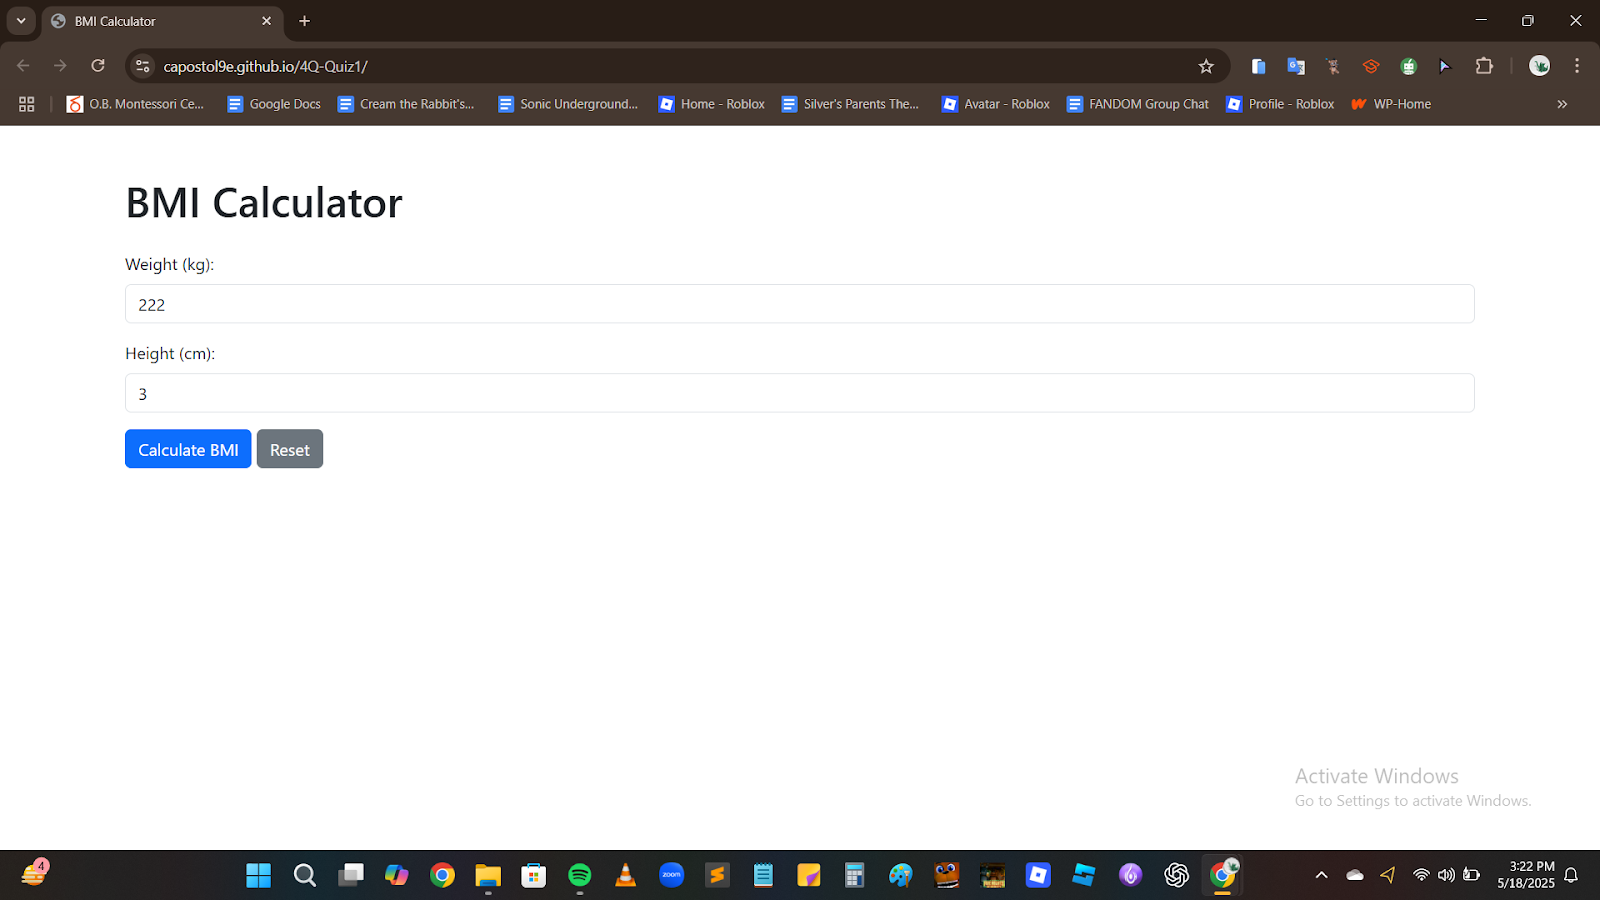 BMI Calculator
capostol9e.github.io/4Q-Quiz1/
O.B. Montessori Ce... Google Docs Cream the Rabbit's... Sonic Underground... Home - Roblox Silver's Parents The... Avatar - Roblox FANDOM Group Chat Profile - Roblox WP-Home
BMI Calculator
Weight (kg):
222
Height (cm):
3
Calculate BMI Reset
Activate Windows
Go to Settings to activate Windows.
4
zoom
3:22 PM
5/18/2025